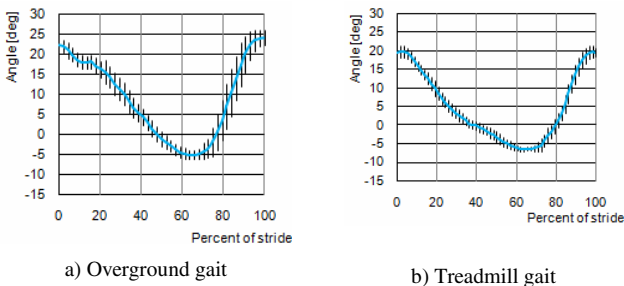 Angle [deg]
30
25
20
15
10
5
0
-5
-10
-15
0 20 40 60 80 100
Percent of stride
a) Overground gait
Angle [deg]
30
25
20
15
10
5
0
-5
-10
-15
0 20 40 60 80 100
Percent of stride
b) Treadmill gait